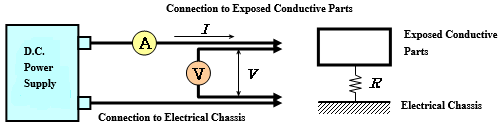 Connection to Exposed Conductive Parts
I
A
D.C.
Power
Supply
V
V
Connection to Electrical Chassis
Exposed Conductive
Parts
R
Electrical Chassis